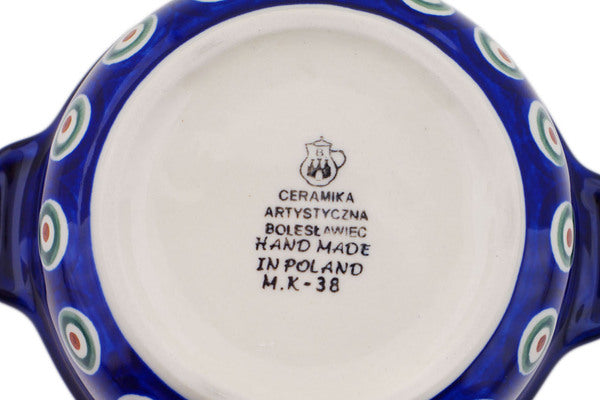 B
CERAMIKA
ARTYSTYCZNA
BOLESŁAWIEC
HAND MADE
IN POLAND
M.K-38